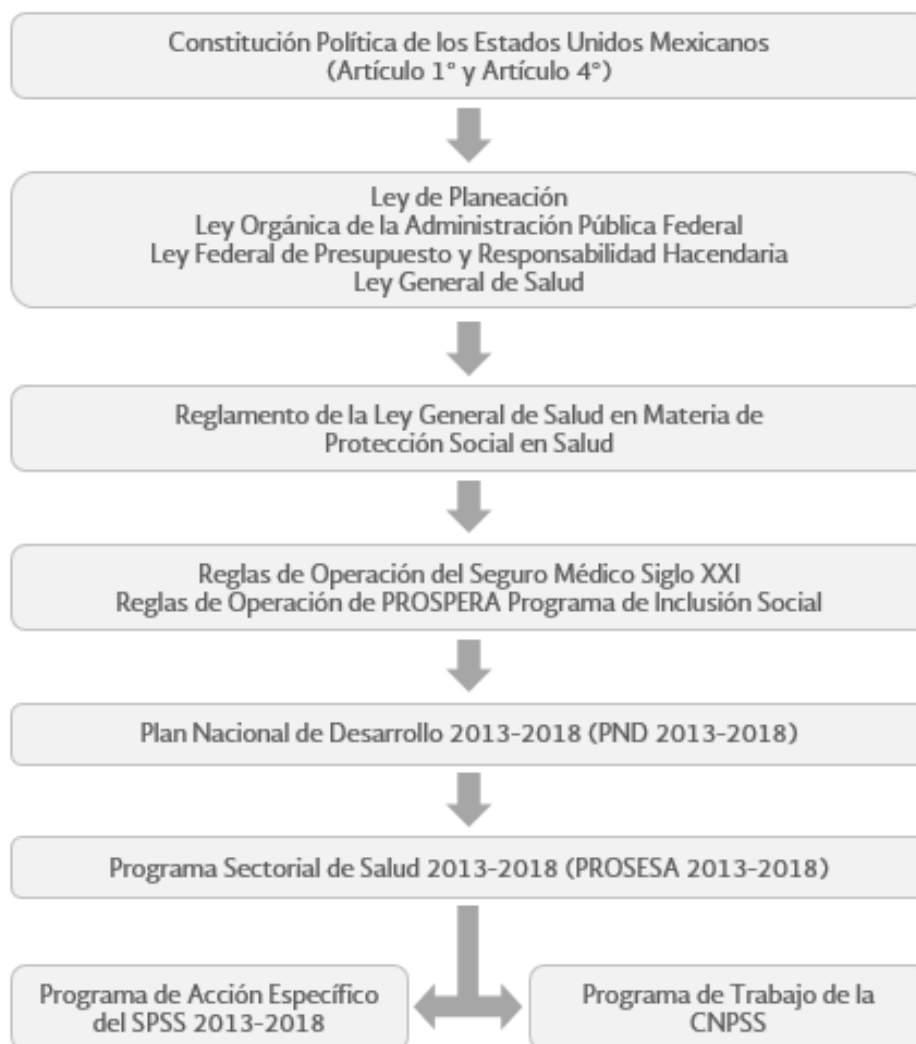 Constitución Política de los Estados Unidos Mexicanos
(Artículo 1° y Artículo 4°)
Ley de Planeación
Ley Orgánica de la Administración Pública Federal
Ley Federal de Presupuesto y Responsabilidad Hacendaria
Ley General de Salud
Reglamento de la Ley General de Salud en Materia de
Protección Social en Salud
Reglas de Operación del Seguro Médico Siglo XXI
Reglas de Operación de PROSPERA Programa de Inclusión Social
Plan Nacional de Desarrollo 2013-2018 (PND 2013-2018)
Programa Sectorial de Salud 2013-2018 (PROSESA 2013-2018)
Programa de Acción Específico
del SPSS 2013-2018
Programa de Trabajo de la
CNPSS